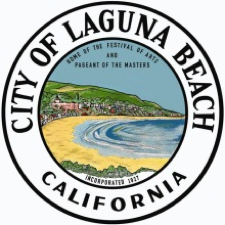 CITY OF LAGUNA BEACH
HOME OF THE FESTIVAL OF ARTS
AND
PAGEANT OF THE MASTERS
INCORPORATED 1927
CALIFORNIA